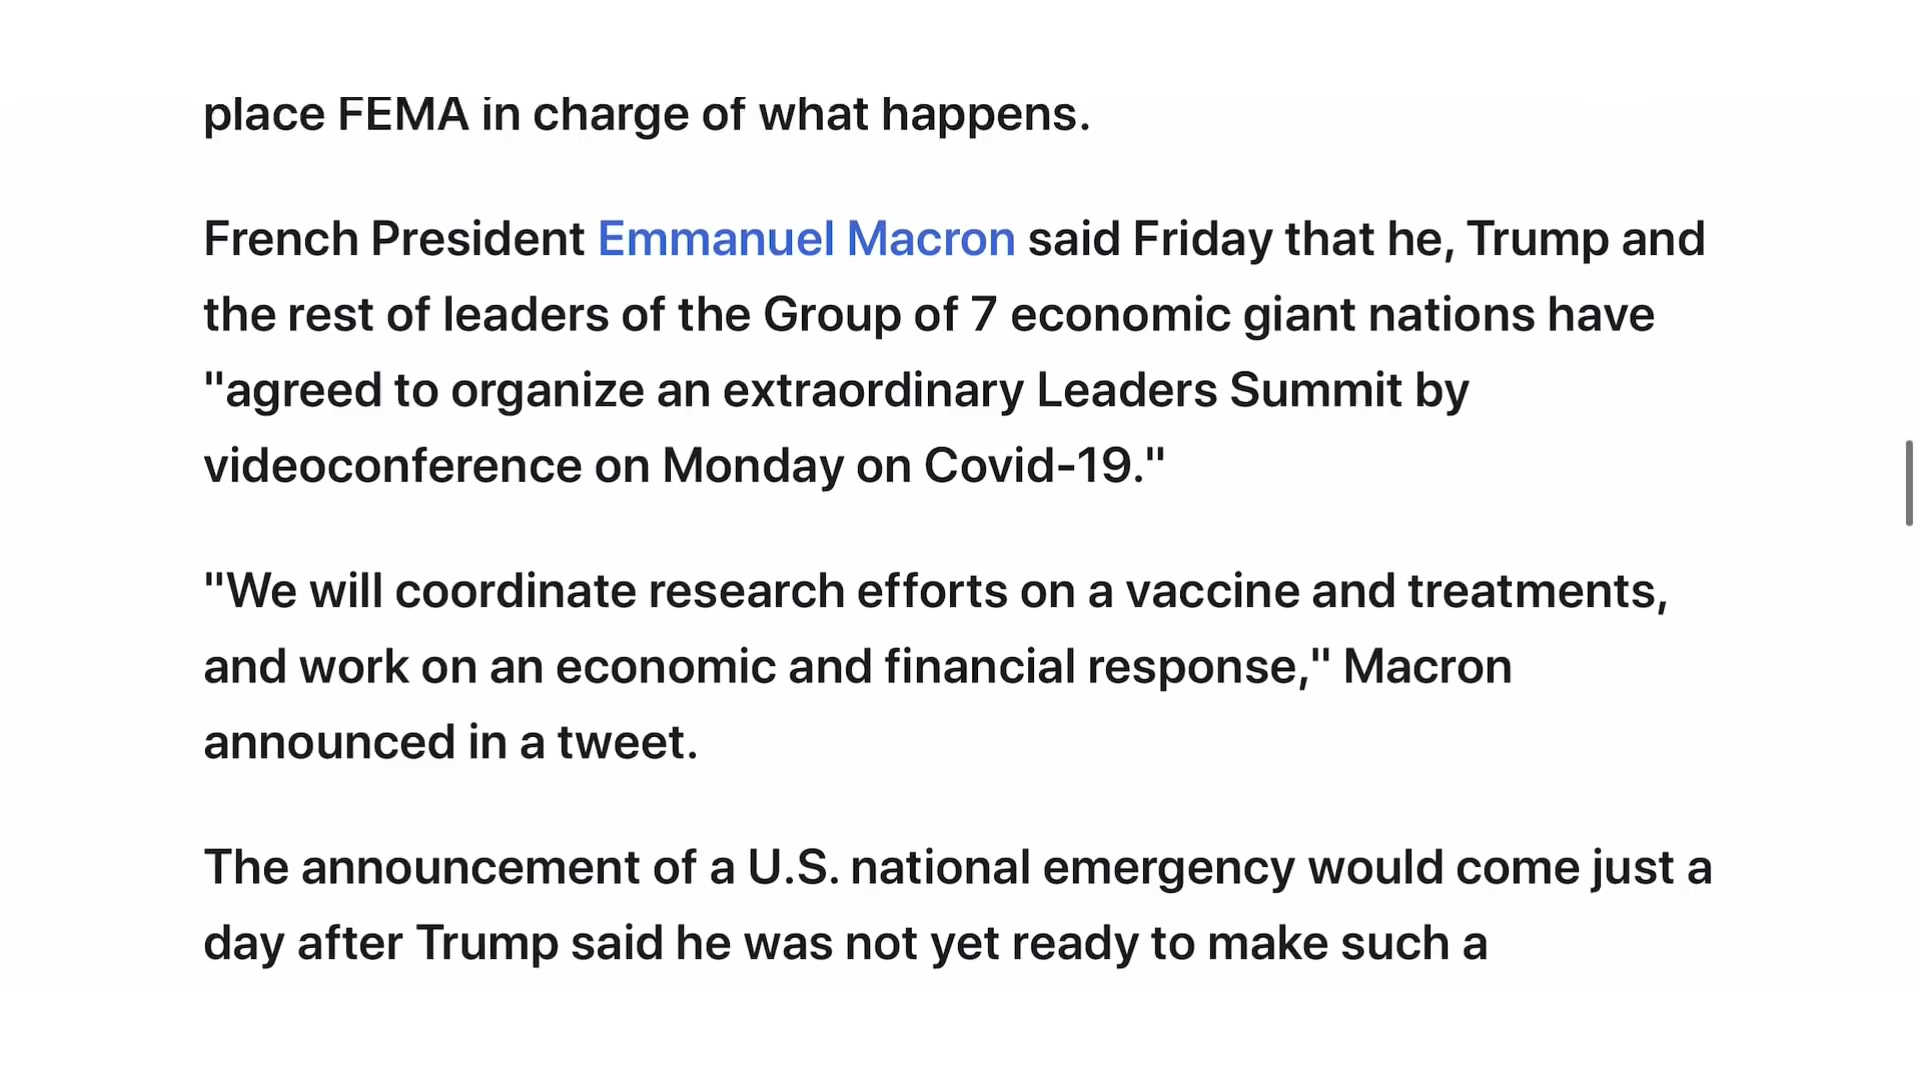 place FEMA in charge of what happens.
French President Emmanuel Macron said Friday that he, Trump and
the rest of leaders of the Group of 7 economic giant nations have
"agreed to organize an extraordinary Leaders Summit by
videoconference on Monday on Covid-19."
"We will coordinate research efforts on a vaccine and treatments,
and work on an economic and financial response," Macron
announced in a tweet.
The announcement of a U.S. national emergency would come just a
day after Trump said he was not yet ready to make such a